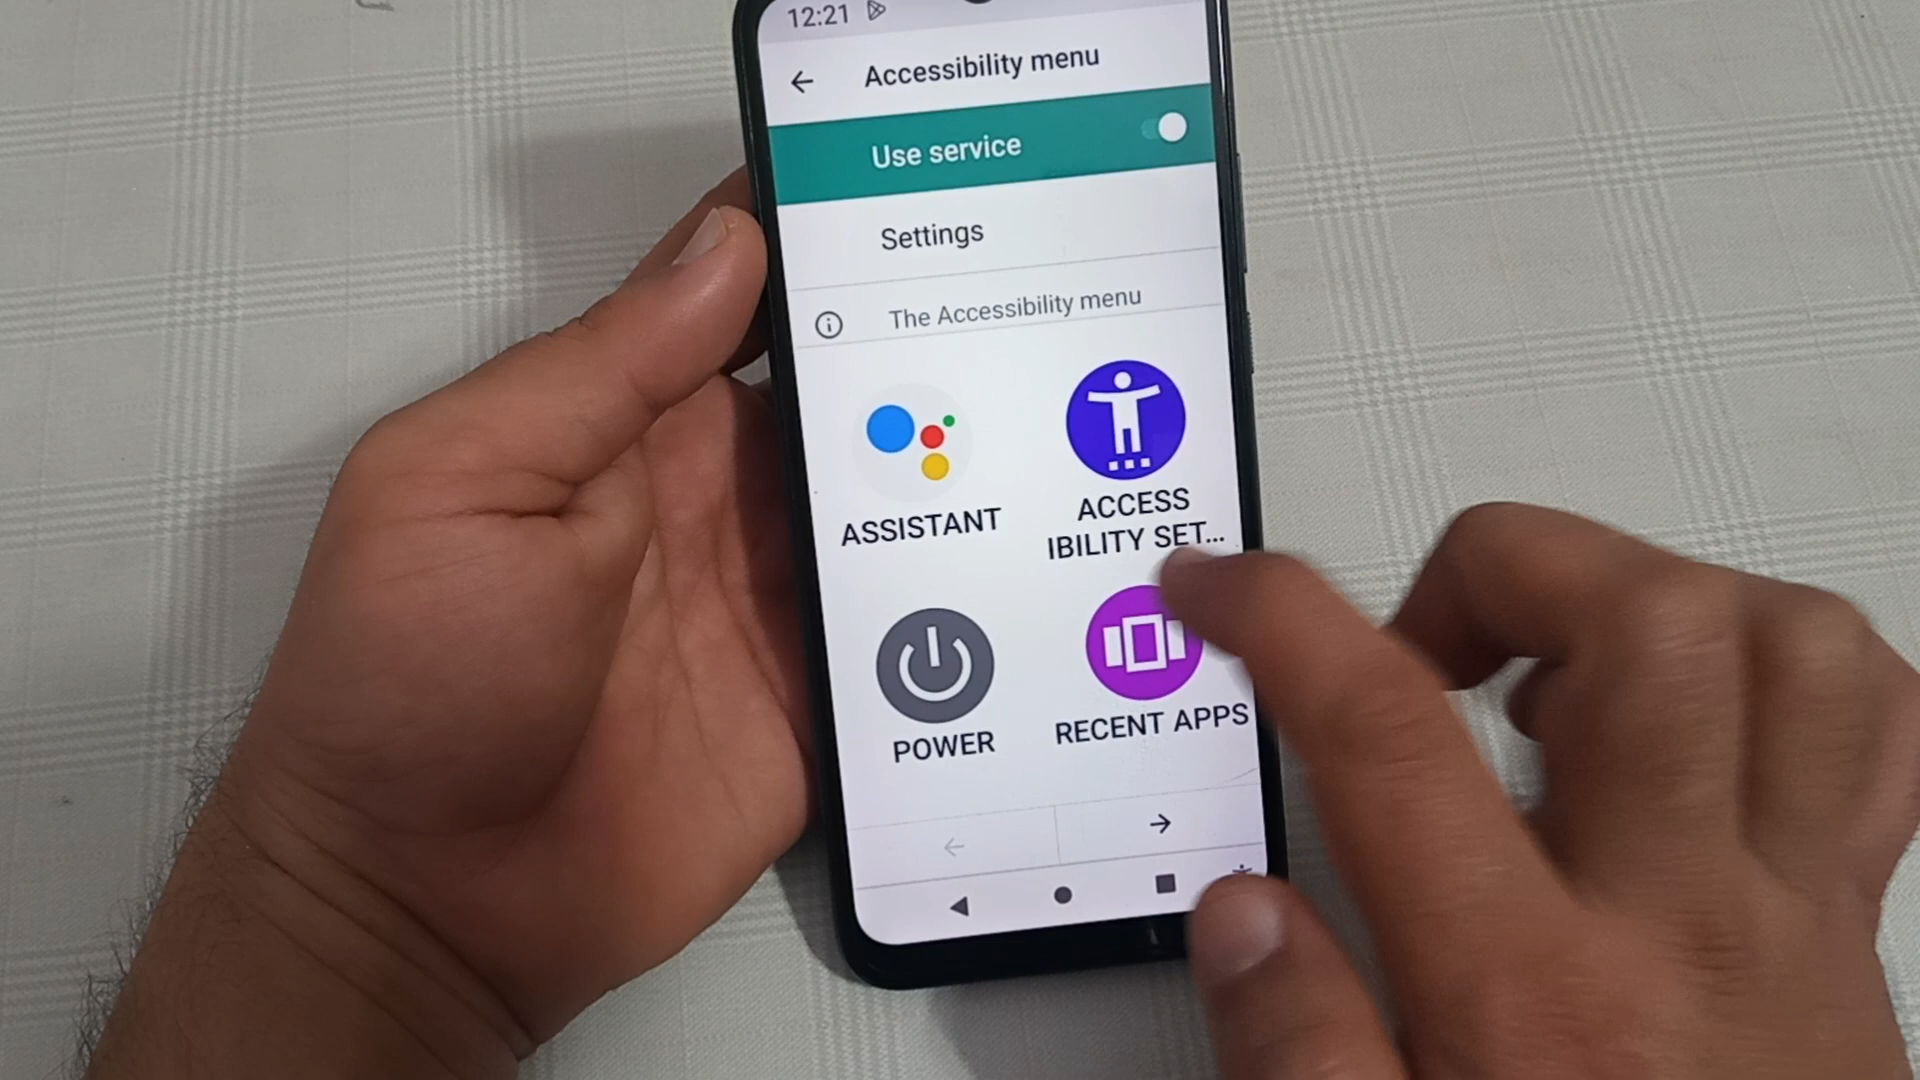 12:21
Accessibility menu
Use service
Settings
The Accessibility menu
ASSISTANT
ACCESS
IBILITY SET...
POWER
RECENT APPS